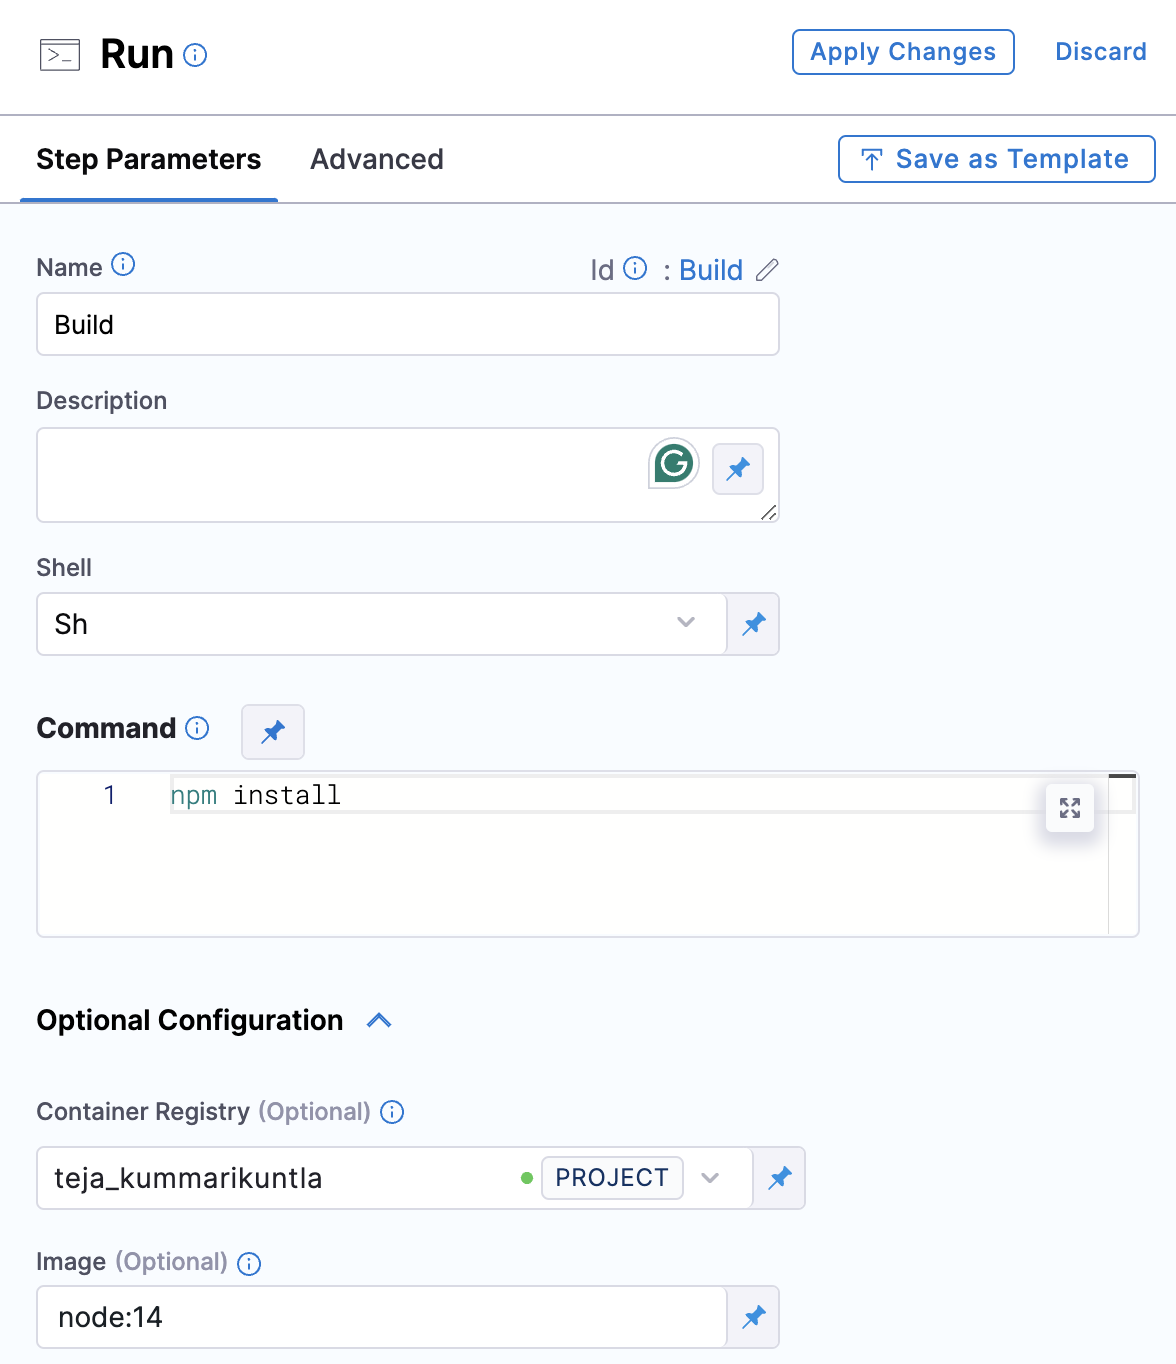 Run
Apply Changes
Discard
Step Parameters
Advanced
Save as Template
Name
Id : Build
Build
Description
Shell
Sh
Command
1 npm install
Optional Configuration
Container Registry (Optional)
teja_kummarikuntla PROJECT
Image (Optional)
node:14